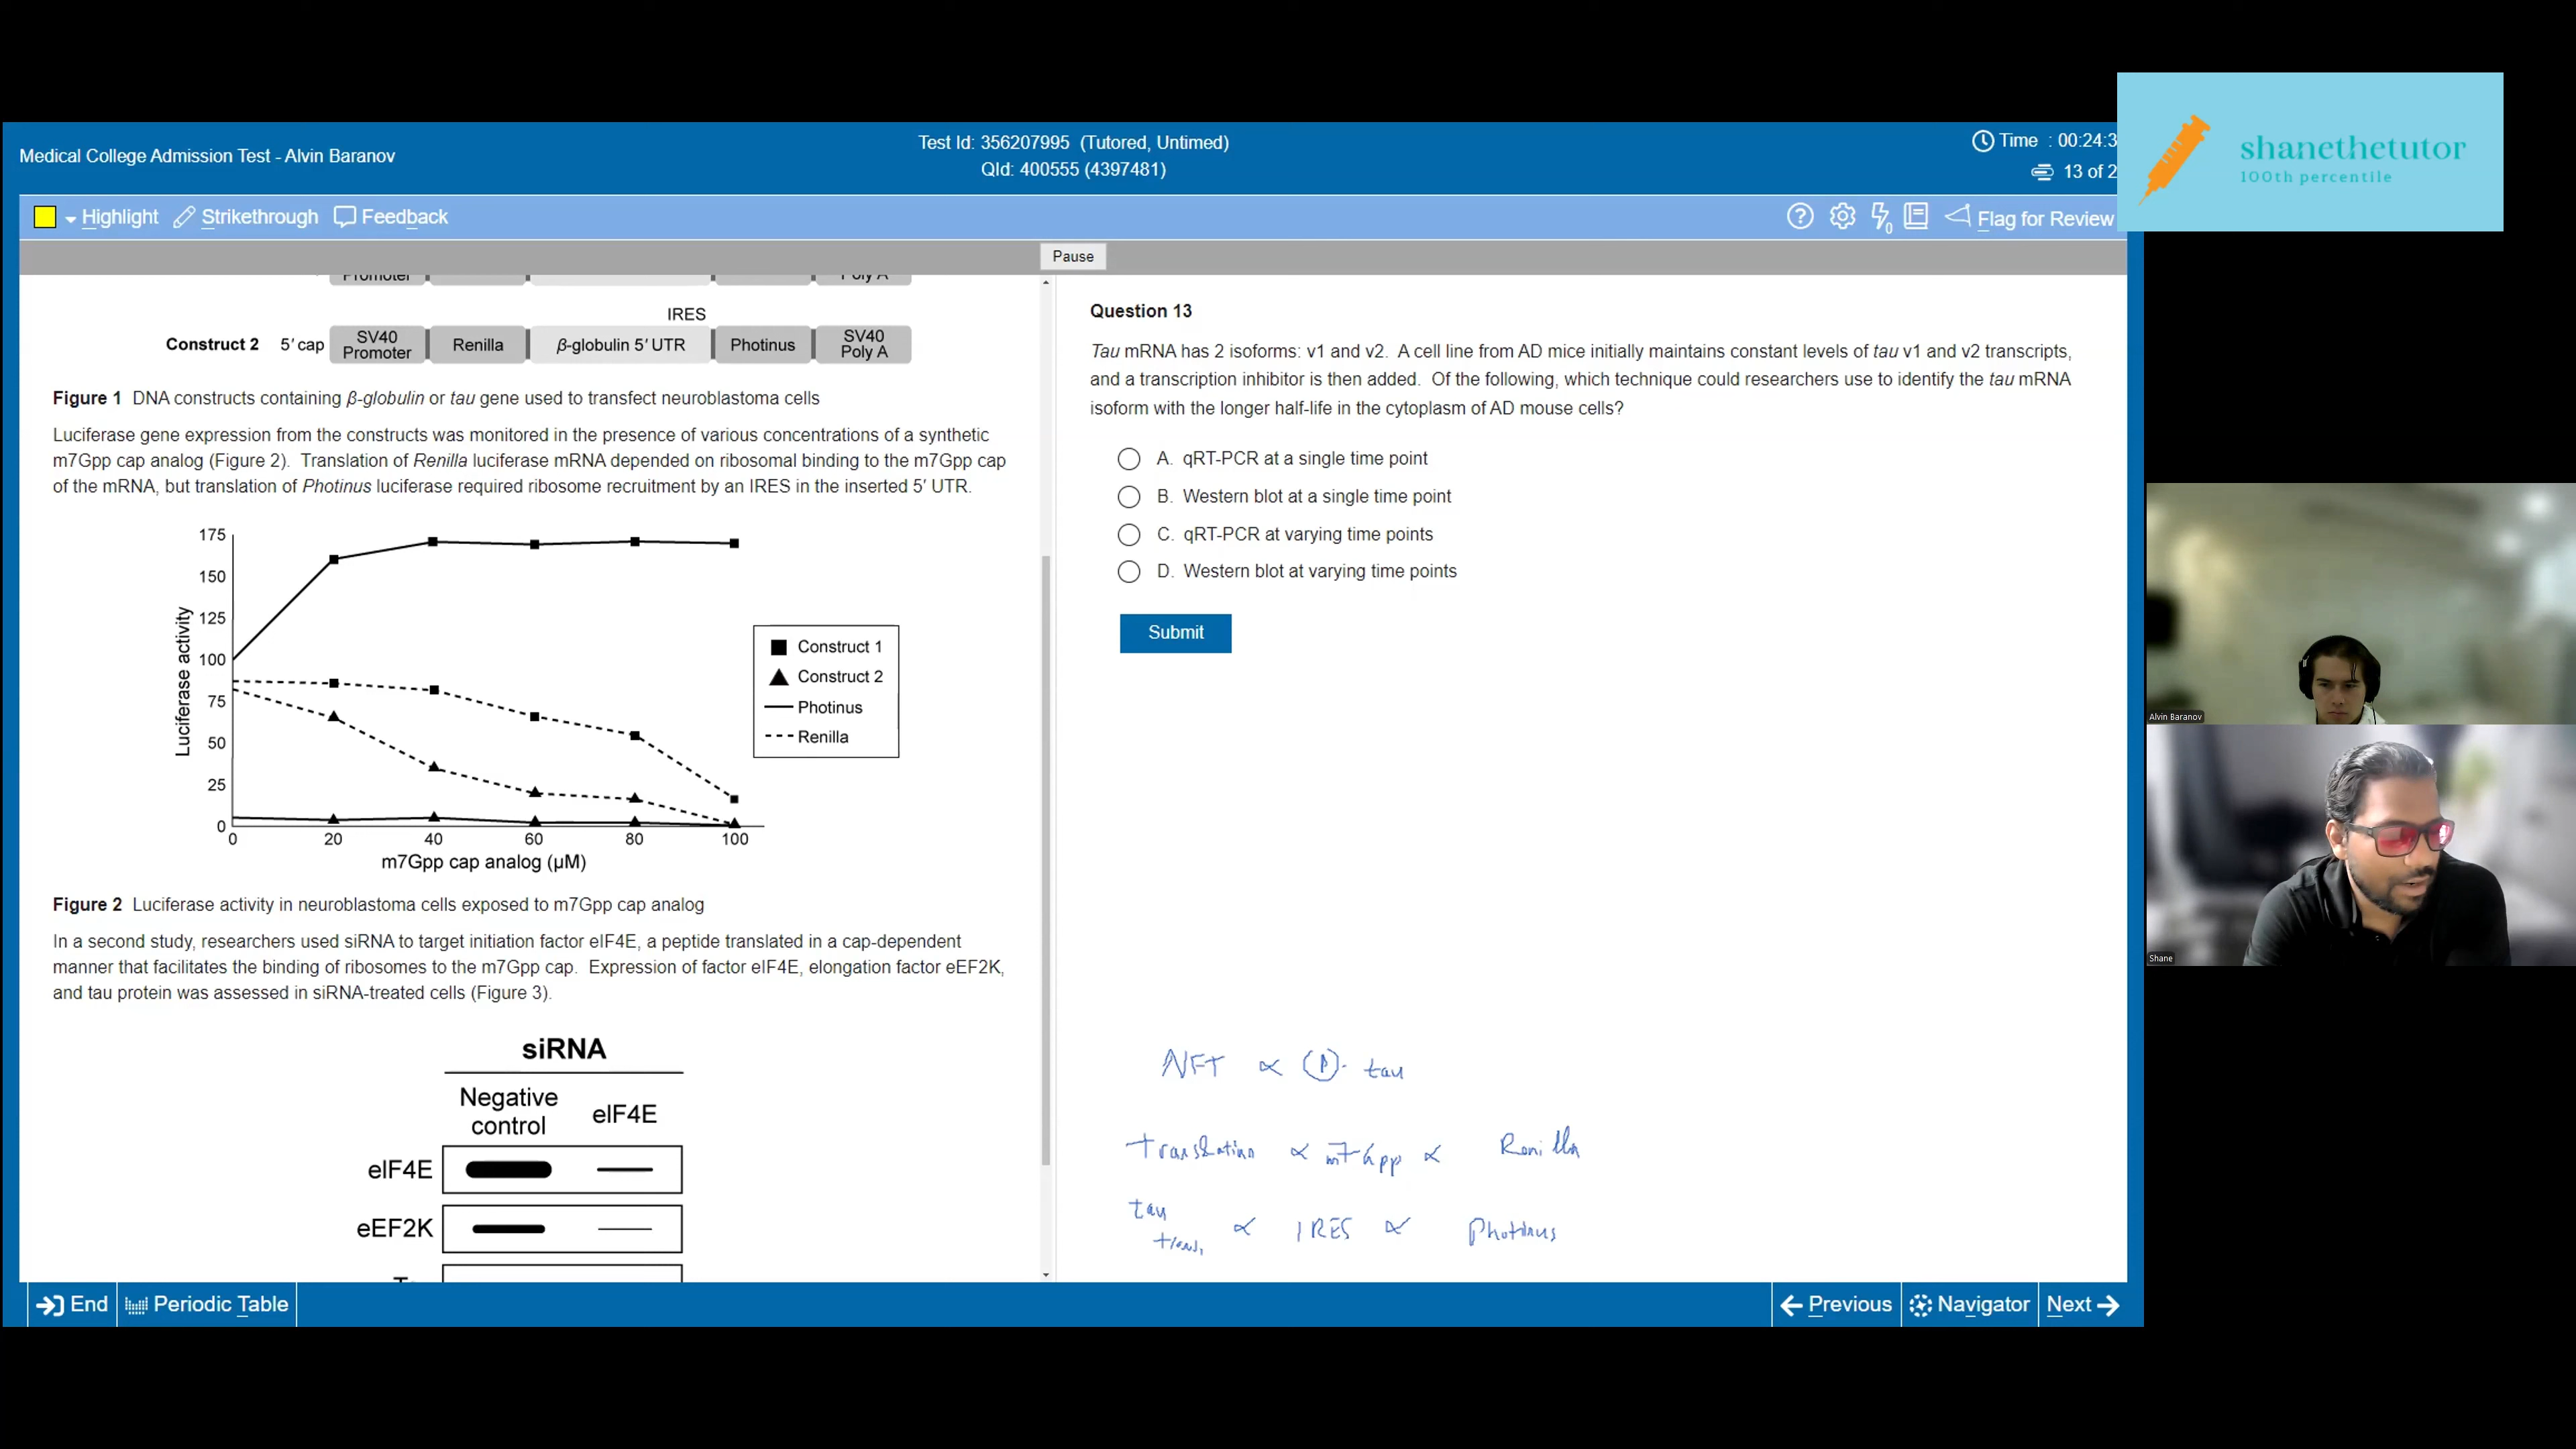 shanethetutor
100th percentile
Medical College Admission Test - Alvin Baranov
Test Id: 356207995 (Tutored, Untimed)
QId: 400555 (4397481)
Time : 00:24:3
13 of 2
Highlight
Strikethrough
Feedback
Flag for Review
Pause
Promoter
Poly A
IRES
Construct 2 5′ cap SV40 Promoter Renilla β-globulin 5′ UTR Photinus SV40 Poly A
Figure 1 DNA constructs containing β-globulin or tau gene used to transfect neuroblastoma cells
Luciferase gene expression from the constructs was monitored in the presence of various concentrations of a synthetic
m7Gpp cap analog (Figure 2). Translation of Renilla luciferase mRNA depended on ribosomal binding to the m7Gpp cap
of the mRNA, but translation of Photinus luciferase required ribosome recruitment by an IRES in the inserted 5′ UTR.
175
150
125
100
75
50
25
0
Luciferase activity
0 20 40 60 80 100
m7Gpp cap analog (μM)
Construct 1
Construct 2
Photinus
Renilla
Figure 2 Luciferase activity in neuroblastoma cells exposed to m7Gpp cap analog
In a second study, researchers used siRNA to target initiation factor eIF4E, a peptide translated in a cap-dependent
manner that facilitates the binding of ribosomes to the m7Gpp cap. Expression of factor eIF4E, elongation factor eEF2K,
and tau protein was assessed in siRNA-treated cells (Figure 3).
siRNA
Negative
control
eIF4E
eIF4E
eEF2K
Question 13
Tau mRNA has 2 isoforms: v1 and v2. A cell line from AD mice initially maintains constant levels of tau v1 and v2 transcripts,
and a transcription inhibitor is then added. Of the following, which technique could researchers use to identify the tau mRNA
isoform with the longer half-life in the cytoplasm of AD mouse cells?
A. qRT-PCR at a single time point
B. Western blot at a single time point
C. qRT-PCR at varying time points
D. Western blot at varying time points
Submit
NFT ∝ P tau
Translation ∝ m7Gpp ∝ Renilla
tau
trans. ∝ IRES ∝ Photinus
End
Periodic Table
Previous
Navigator
Next
Alvin Baranov
Shane